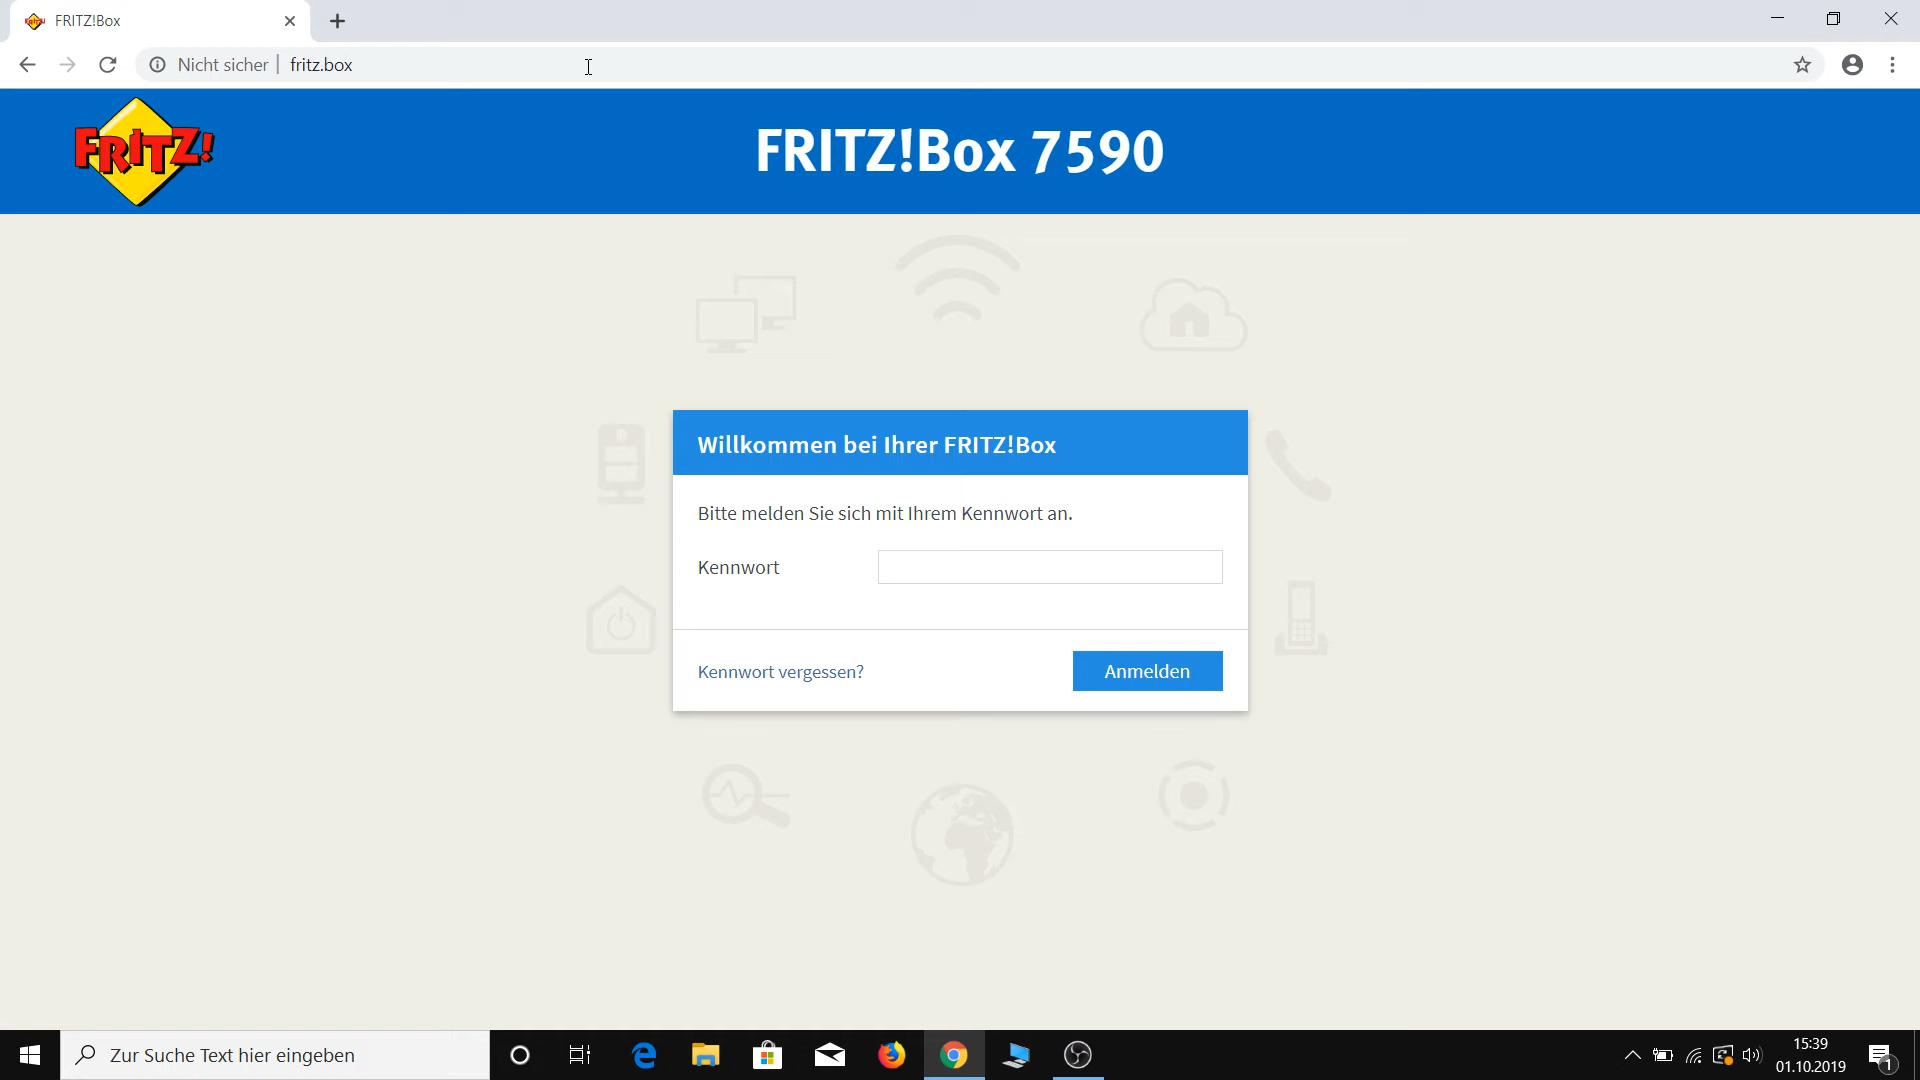 FRITZ!Box
Nicht sicher | fritz.box
FRITZ!
FRITZ!Box 7590
Willkommen bei Ihrer FRITZ!Box
Bitte melden Sie sich mit Ihrem Kennwort an.
Kennwort
Kennwort vergessen?
Anmelden
Zur Suche Text hier eingeben
15:39
01.10.2019
1